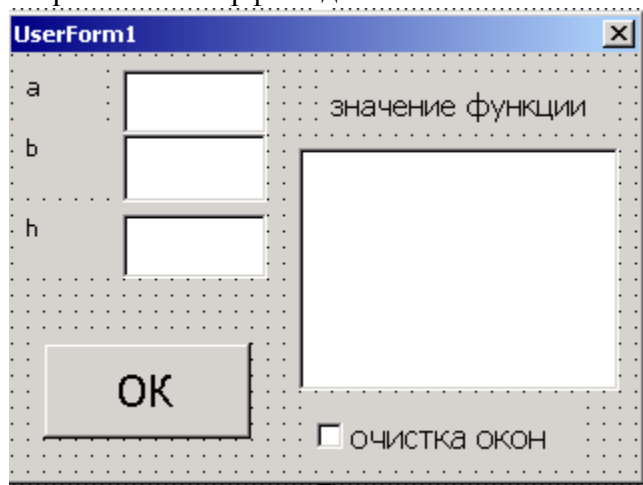 UserForm1
a
значение функции
b
h
OK
очистка окон